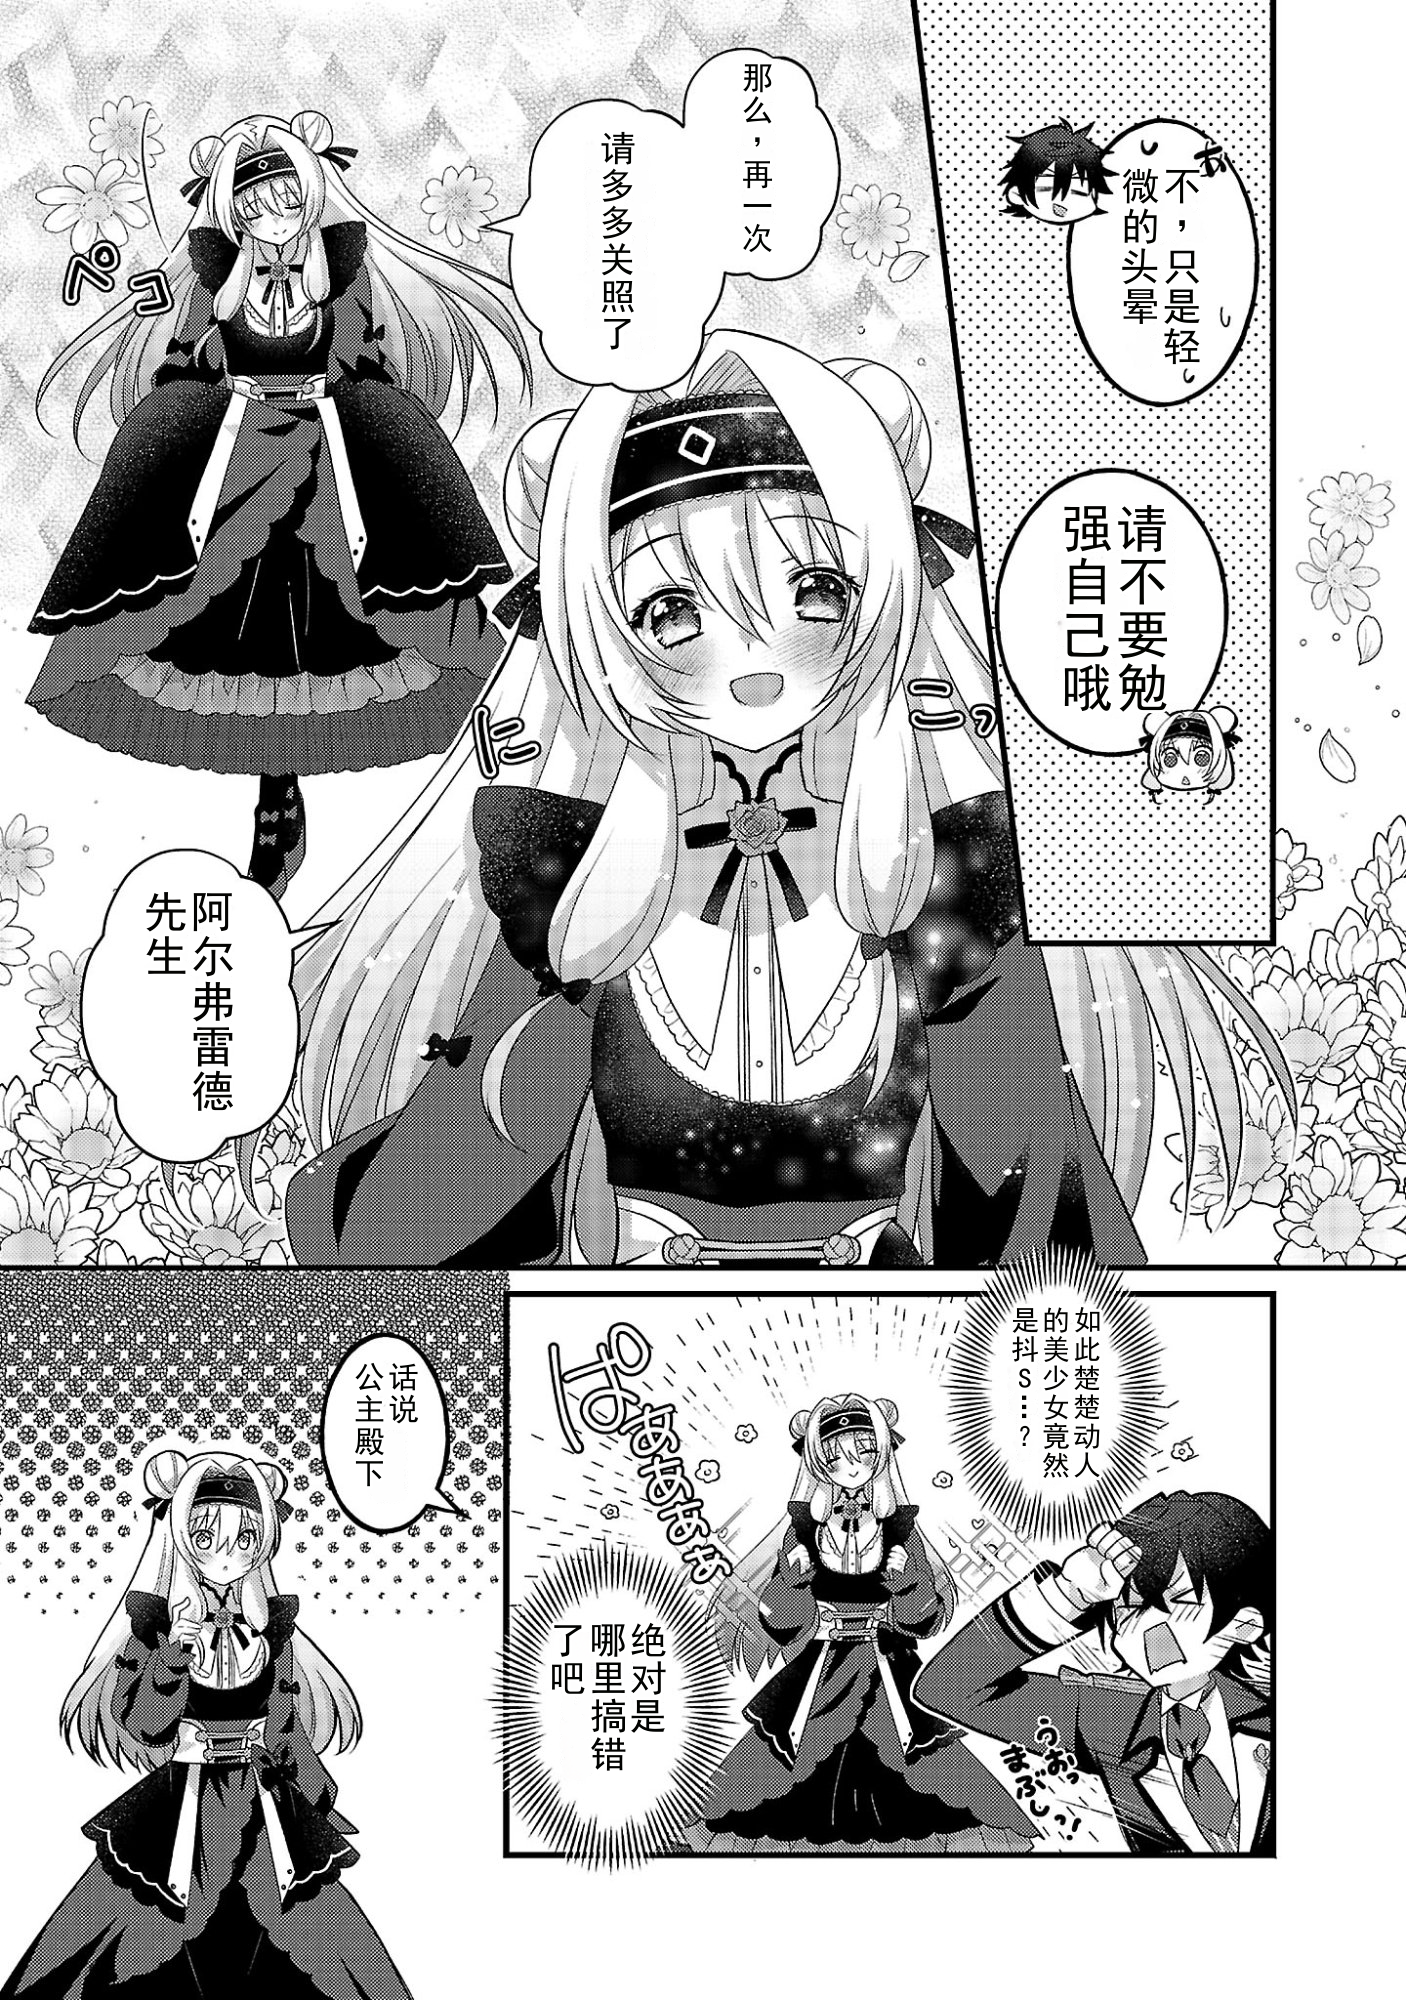 不，只是轻
微的头晕
あ
请不要勉
强自己哦
那么，再一次
请多多关照了
ペコ
にこっ
阿尔弗雷德
先生
如此楚楚动人
的美少女竟然
是抖S…？
ぱあああああ
绝对是
哪里搞错
了吧
うおっ
まぶしっ！
话说
公主殿下